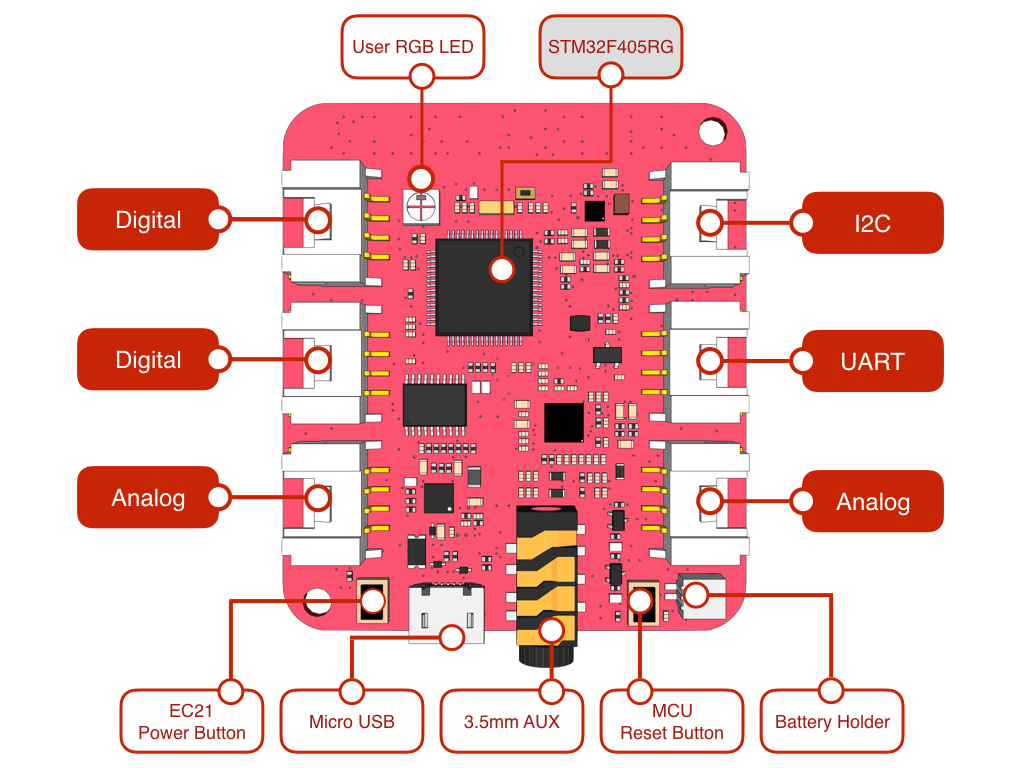 User RGB LED
STM32F405RG
Digital
I2C
Digital
UART
Analog
Analog
EC21
Power Button
Micro USB
3.5mm AUX
MCU
Reset Button
Battery Holder